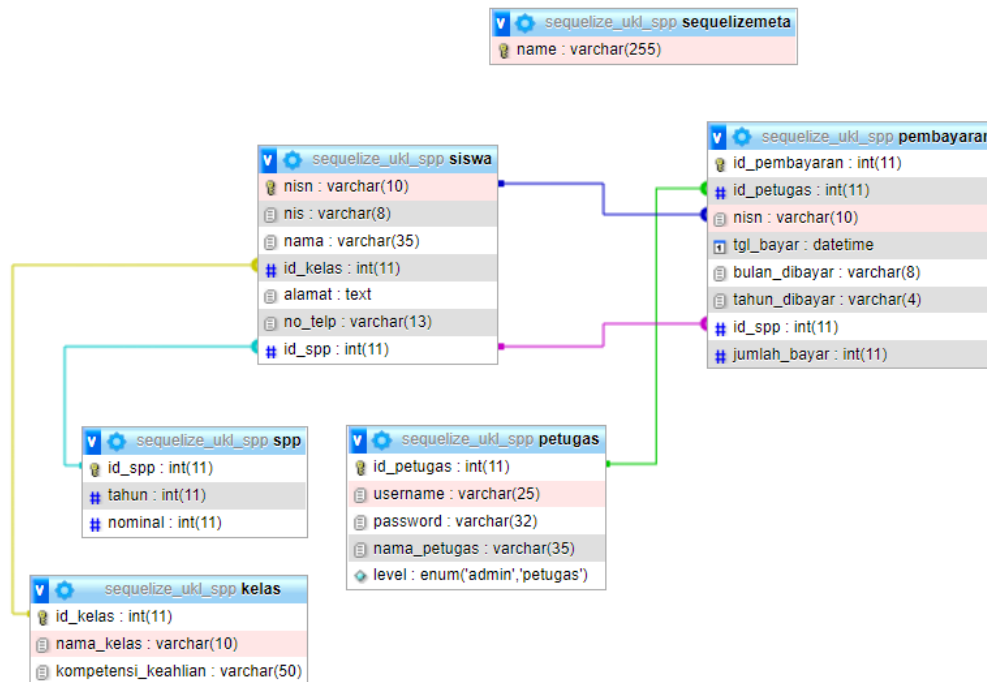 sequelize_ukl_spp sequelizemeta
name : varchar(255)
sequelize_ukl_spp siswa
nisn : varchar(10)
nis : varchar(8)
nama : varchar(35)
id_kelas : int(11)
alamat : text
no_telp : varchar(13)
id_spp : int(11)
sequelize_ukl_spp pembayaran
id_pembayaran : int(11)
id_petugas : int(11)
nisn : varchar(10)
tgl_bayar : datetime
bulan_dibayar : varchar(8)
tahun_dibayar : varchar(4)
id_spp : int(11)
jumlah_bayar : int(11)
sequelize_ukl_spp spp
id_spp : int(11)
tahun : int(11)
nominal : int(11)
sequelize_ukl_spp petugas
id_petugas : int(11)
username : varchar(25)
password : varchar(32)
nama_petugas : varchar(35)
level : enum('admin','petugas')
sequelize_ukl_spp kelas
id_kelas : int(11)
nama_kelas : varchar(10)
kompetensi_keahlian : varchar(50)